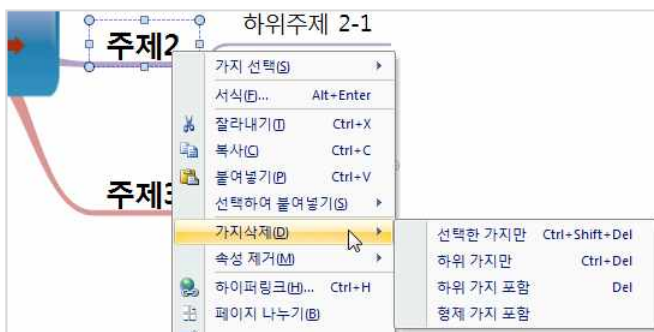 하위주제 2-1
주제2
가지 선택(S)
서식(F)... Alt+Enter
잘라내기(T) Ctrl+X
복사(C) Ctrl+C
붙여넣기(P) Ctrl+V
선택하여 붙여넣기(S)
주제3
가지삭제(D)
선택한 가지만 Ctrl+Shift+Del
속성 제거(M)
하위 가지만 Ctrl+Del
하이퍼링크(H)... Ctrl+H
하위 가지 포함 Del
페이지 나누기(B)
형제 가지 포함